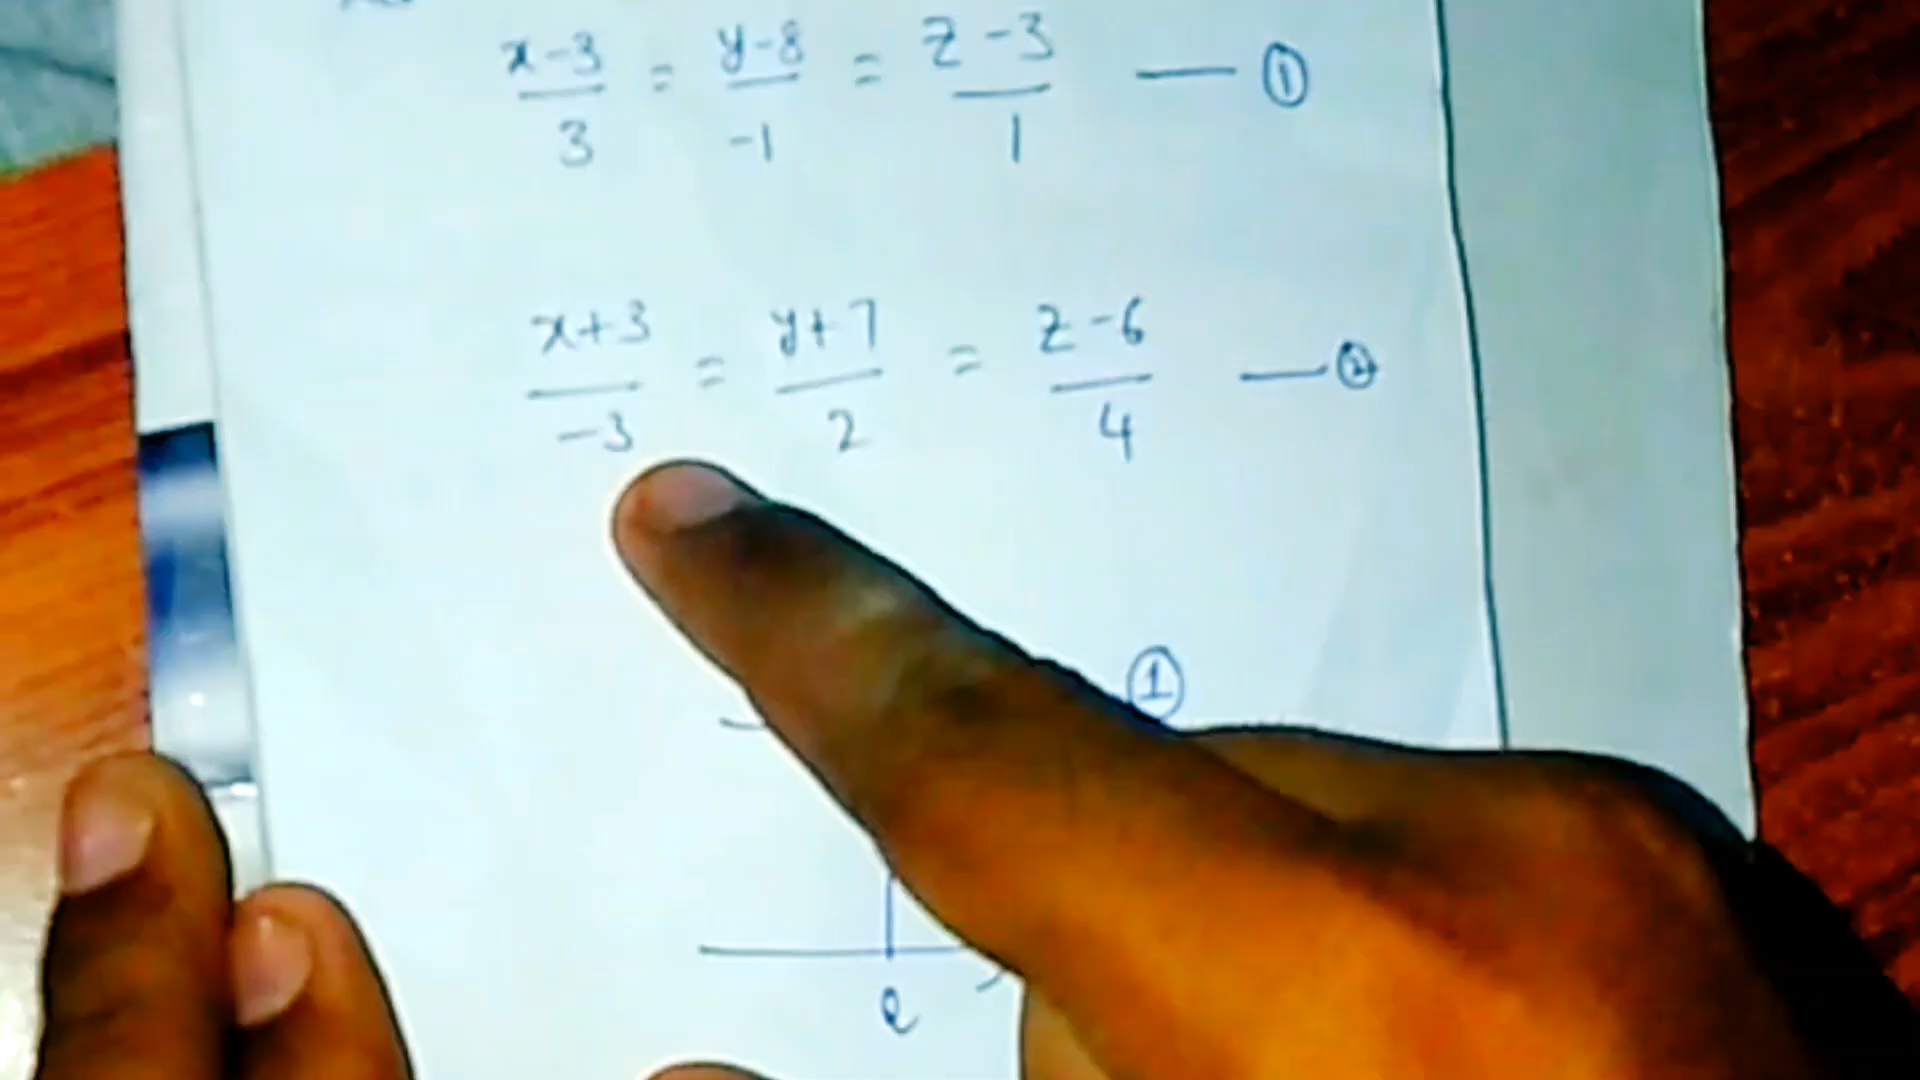 x-3/3 = y-8/-1 = z-3/1 — ①
x+3/-3 = y+7/2 = z-6/4 — ②
①